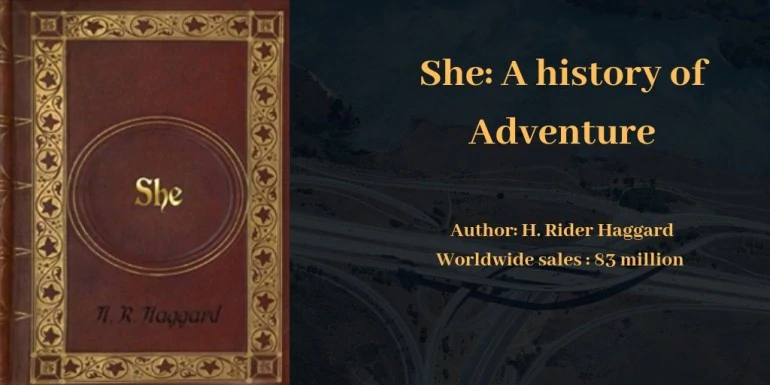 She
H. R. Haggard
She: A history of
Adventure
Author: H. Rider Haggard
Worldwide sales : 83 million